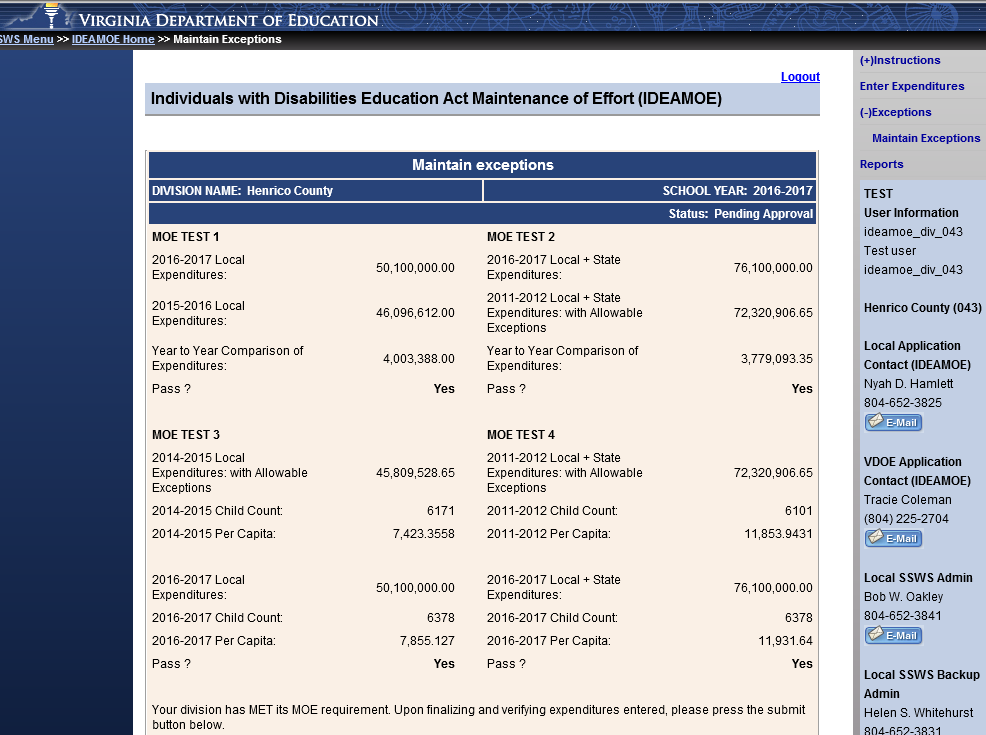 VIRGINIA DEPARTMENT OF EDUCATION
SWS Menu >> IDEAMOE Home >> Maintain Exceptions
Logout
Individuals with Disabilities Education Act Maintenance of Effort (IDEAMOE)
Maintain exceptions
DIVISION NAME: Henrico County
SCHOOL YEAR: 2016-2017
Status: Pending Approval
MOE TEST 1
2016-2017 Local
Expenditures:
50,100,000.00
2015-2016 Local
Expenditures:
46,096,612.00
Year to Year Comparison of
Expenditures:
4,003,388.00
Pass ?
Yes
MOE TEST 2
2016-2017 Local + State
Expenditures:
76,100,000.00
2011-2012 Local + State
Expenditures: with Allowable
Exceptions
72,320,906.65
Year to Year Comparison of
Expenditures:
3,779,093.35
Pass ?
Yes
MOE TEST 3
2014-2015 Local
Expenditures: with Allowable
Exceptions
45,809,528.65
2014-2015 Child Count:
6171
2014-2015 Per Capita:
7,423.3558
2016-2017 Local
Expenditures:
50,100,000.00
2016-2017 Child Count:
6378
2016-2017 Per Capita:
7,855.127
Pass ?
Yes
MOE TEST 4
2011-2012 Local + State
Expenditures: with Allowable
Exceptions
72,320,906.65
2011-2012 Child Count:
6101
2011-2012 Per Capita:
11,853.9431
2016-2017 Local + State
Expenditures:
76,100,000.00
2016-2017 Child Count:
6378
2016-2017 Per Capita:
11,931.64
Pass ?
Yes
Your division has MET its MOE requirement. Upon finalizing and verifying expenditures entered, please press the submit
button below.
(+)Instructions
Enter Expenditures
(-)Exceptions
Maintain Exceptions
Reports
TEST
User Information
ideamoe_div_043
Test user
ideamoe_div_043
Henrico County (043)
Local Application
Contact (IDEAMOE)
Nyah D. Hamlett
804-652-3825
E-Mail
VDOE Application
Contact (IDEAMOE)
Tracie Coleman
(804) 225-2704
E-Mail
Local SSWS Admin
Bob W. Oakley
804-652-3841
E-Mail
Local SSWS Backup
Admin
Helen S. Whitehurst
804-652-3831